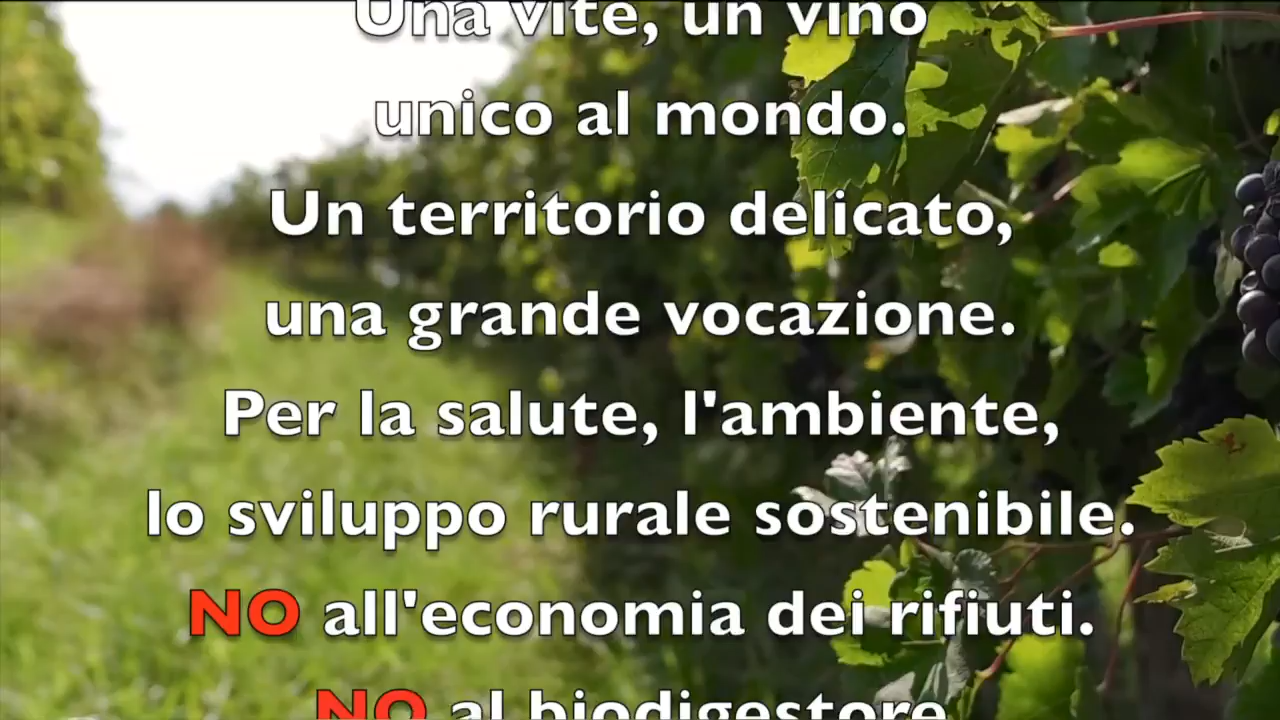 Una vite, un vino
unico al mondo.
Un territorio delicato,
una grande vocazione.
Per la salute, l'ambiente,
lo sviluppo rurale sostenibile.
NO all'economia dei rifiuti.
NO al biodigestore